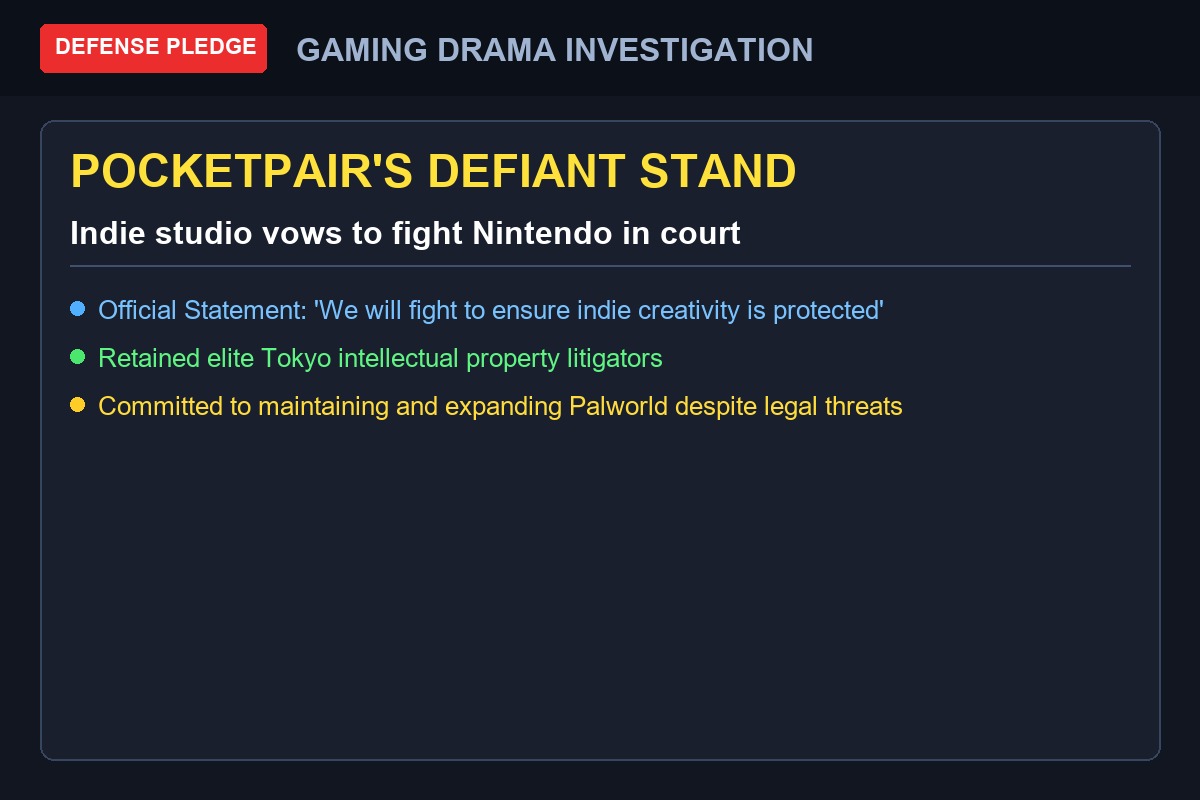 DEFENSE PLEDGE
GAMING DRAMA INVESTIGATION
POCKETPAIR'S DEFIANT STAND
Indie studio vows to fight Nintendo in court
Official Statement: 'We will fight to ensure indie creativity is protected'
Retained elite Tokyo intellectual property litigators
Committed to maintaining and expanding Palworld despite legal threats